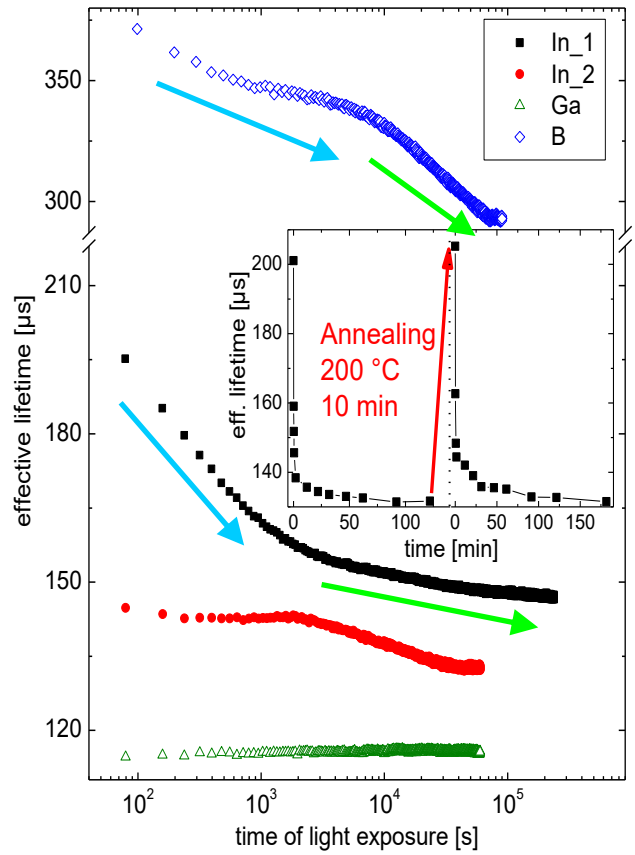 In_1
In_2
Ga
B
350
300
210
180
150
120
effective lifetime [µs]
10²
10³
10⁴
10⁵
time of light exposure [s]
200
180
160
140
eff. lifetime [µs]
Annealing
200 °C
10 min
0 50 100 0 50 100 150
time [min]